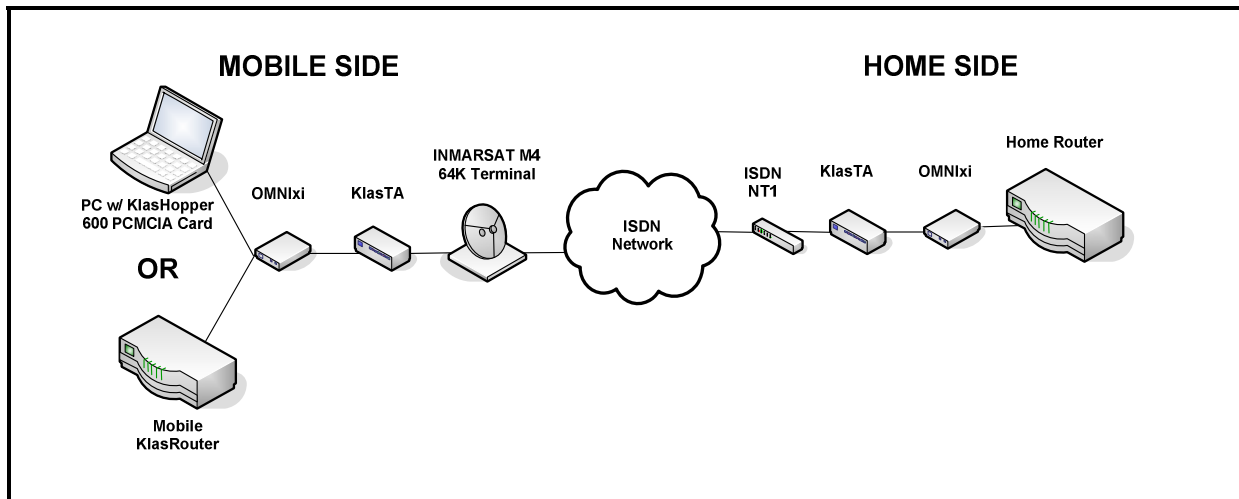 MOBILE SIDE
HOME SIDE
PC w/ KlasHopper
600 PCMCIA Card
OR
Mobile
KlasRouter
OMNIxi
KlasTA
INMARSAT M4
64K Terminal
ISDN
Network
ISDN
NT1
KlasTA
OMNIxi
Home Router